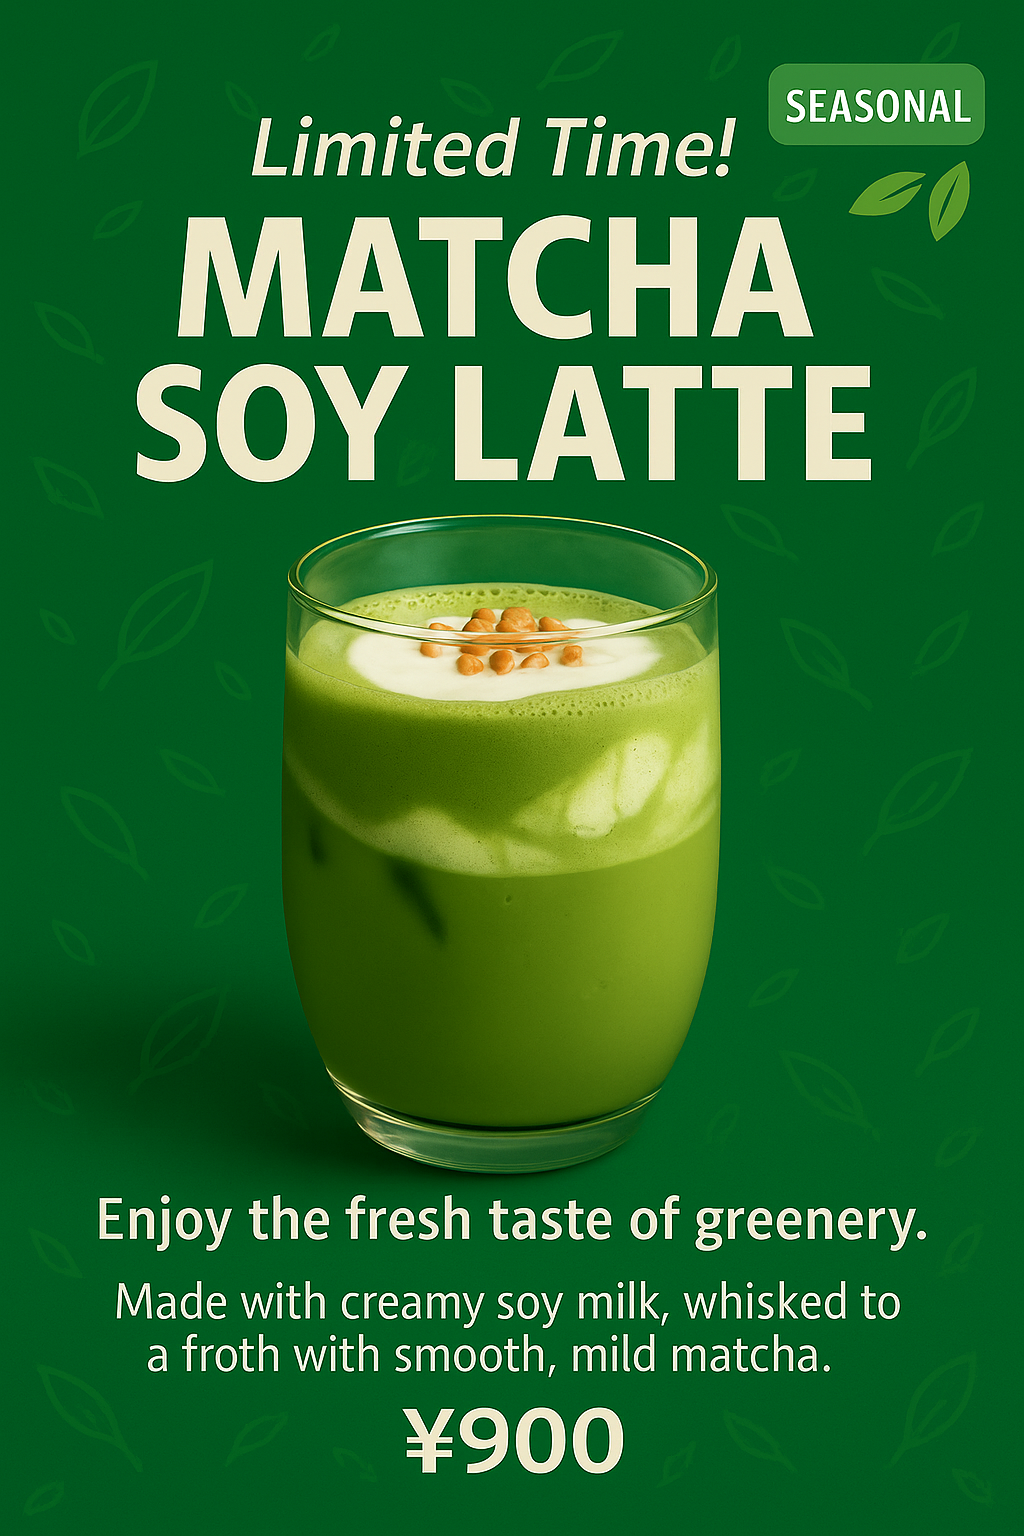 SEASONAL
Limited Time!
MATCHA
SOY LATTE
Enjoy the fresh taste of greenery.
Made with creamy soy milk, whisked to
a froth with smooth, mild matcha.
¥900